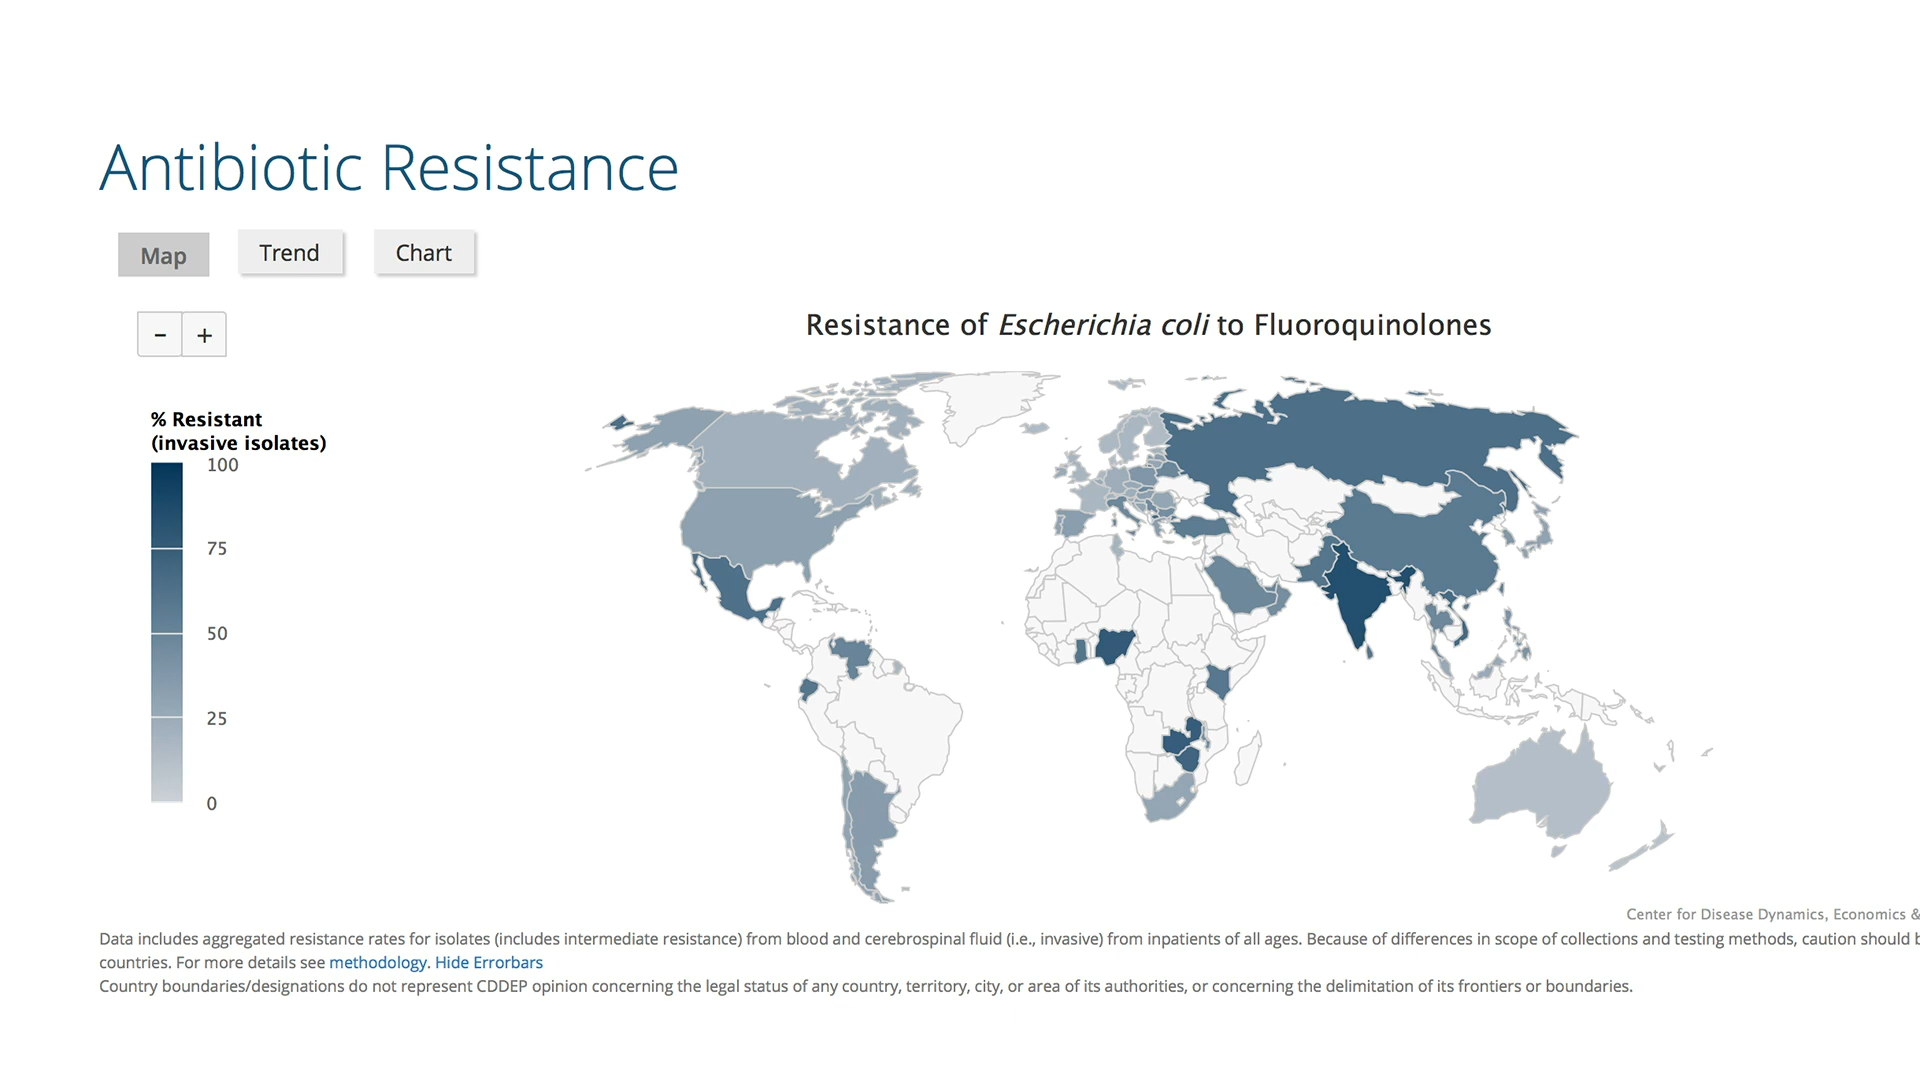 Antibiotic Resistance
Map
Trend
Chart
- +
Resistance of Escherichia coli to Fluoroquinolones
% Resistant
(invasive isolates)
100
75
50
25
0
Center for Disease Dynamics, Economics &
Data includes aggregated resistance rates for isolates (includes intermediate resistance) from blood and cerebrospinal fluid (i.e., invasive) from inpatients of all ages. Because of differences in scope of collections and testing methods, caution should
countries. For more details see methodology. Hide Errorbars
Country boundaries/designations do not represent CDDEP opinion concerning the legal status of any country, territory, city, or area of its authorities, or concerning the delimitation of its frontiers or boundaries.